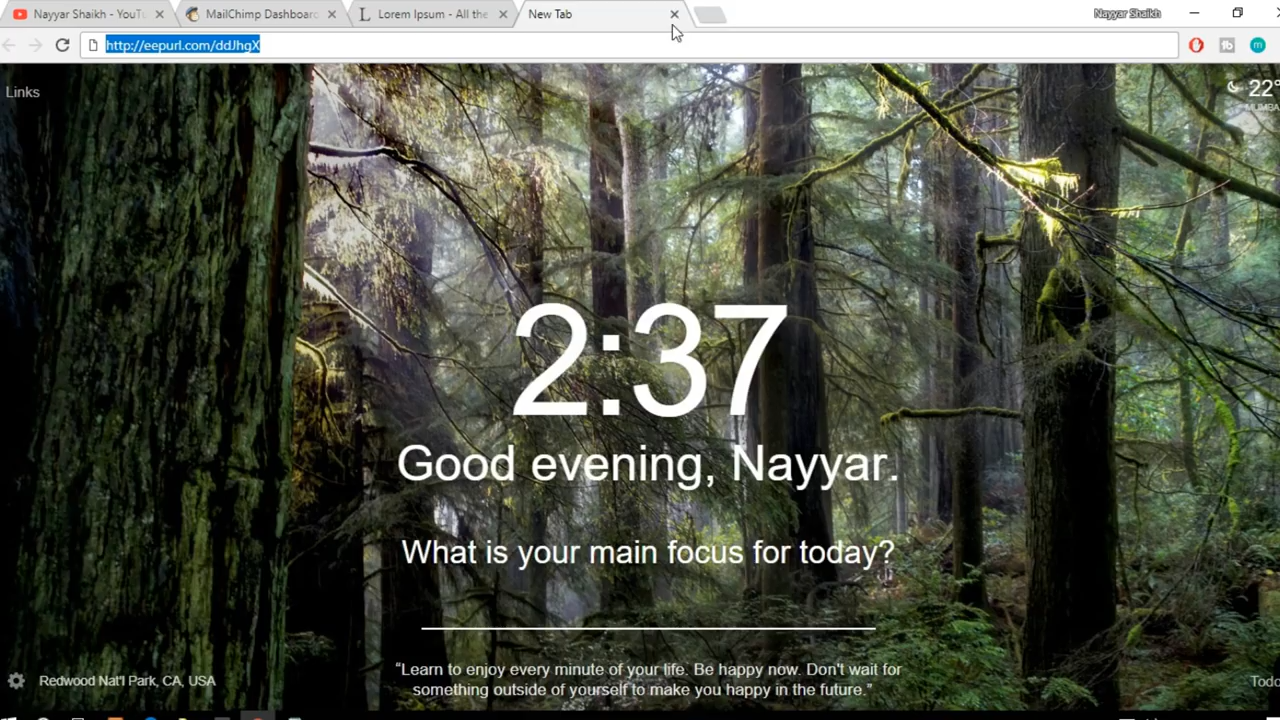 Nayyar Shaikh - YouTu
MailChimp Dashboard
Lorem Ipsum - All the
New Tab
Nayyar Shaikh
http://eepurl.com/ddJhgX
Links
22°
MUMBA
2:37
Good evening, Nayyar.
What is your main focus for today?
“Learn to enjoy every minute of your life. Be happy now. Don't wait for
something outside of yourself to make you happy in the future.”
Redwood Nat'l Park, CA, USA
Todo